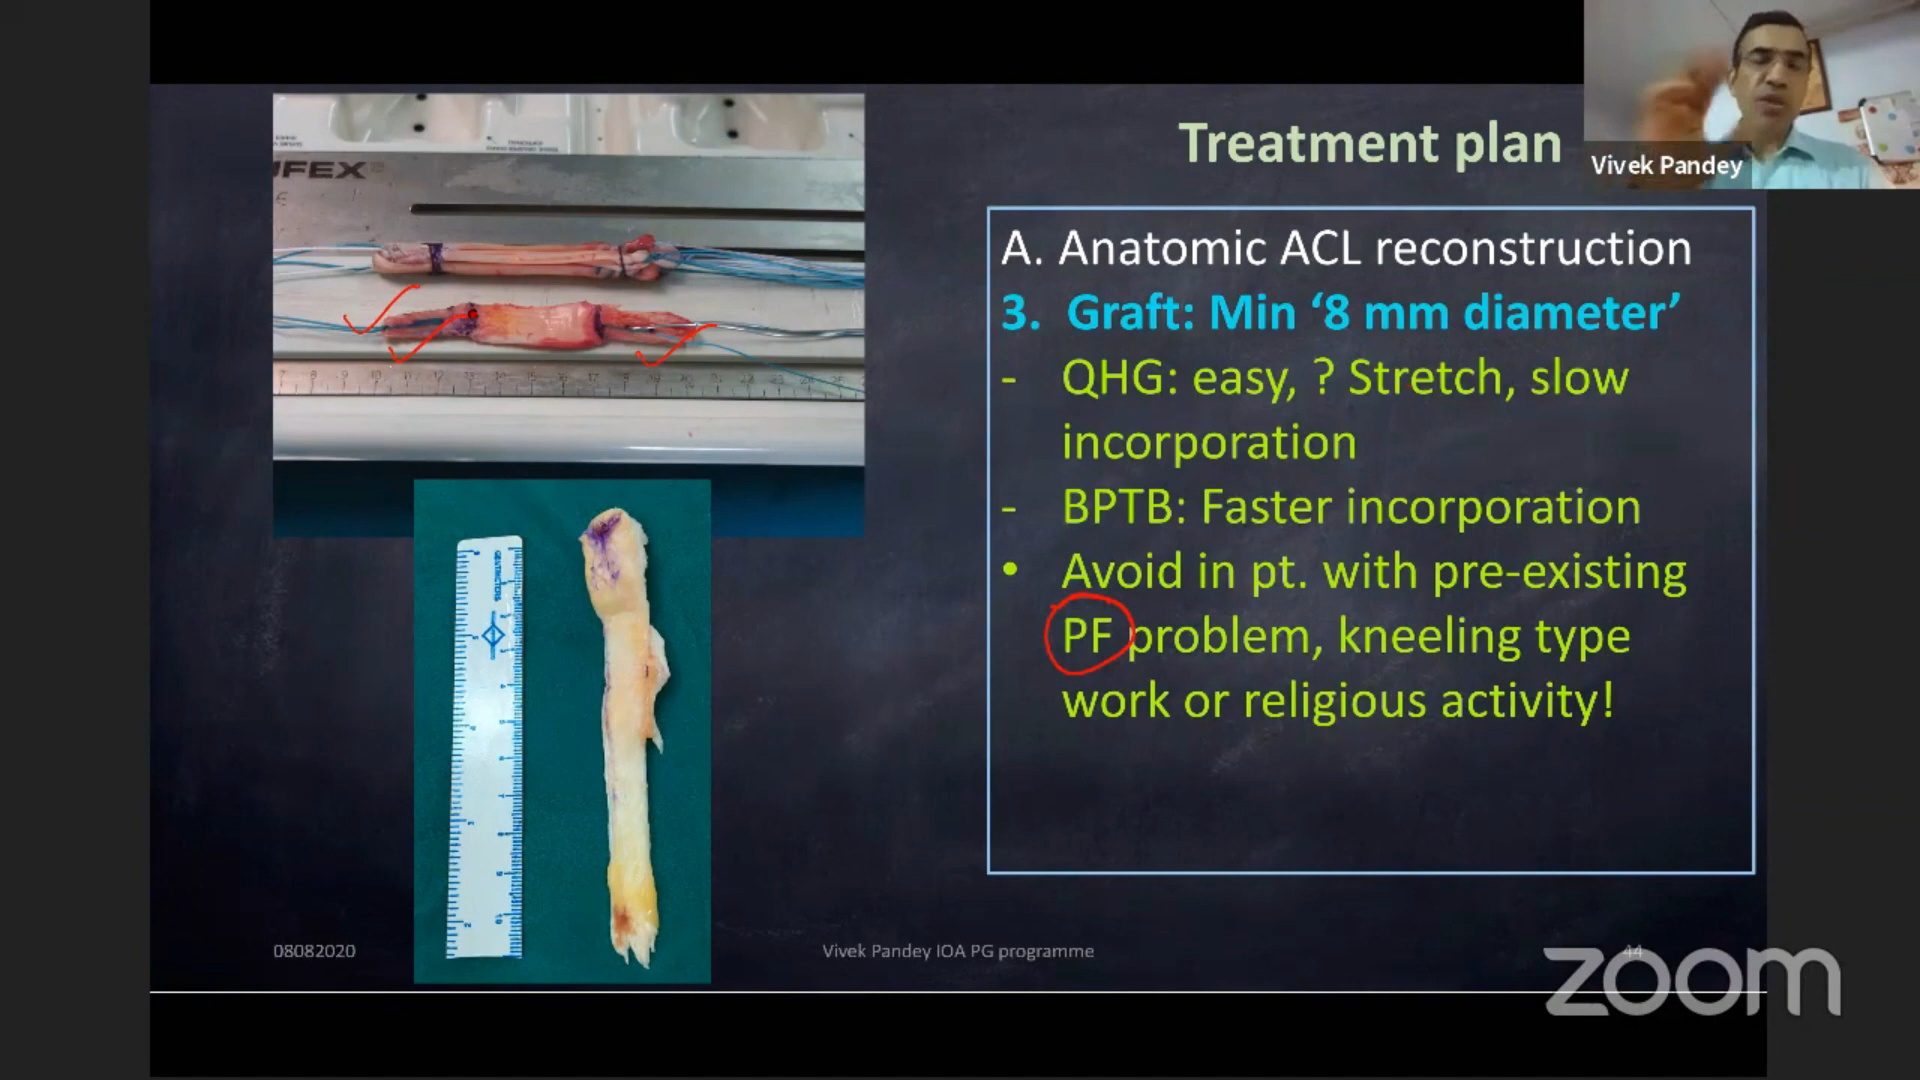 Treatment plan
Vivek Pandey
A. Anatomic ACL reconstruction
3. Graft: Min ‘8 mm diameter’
- QHG: easy, ? Stretch, slow
incorporation
- BPTB: Faster incorporation
• Avoid in pt. with pre-existing
PF problem, kneeling type
work or religious activity!
08082020
Vivek Pandey IOA PG programme
44
zoom